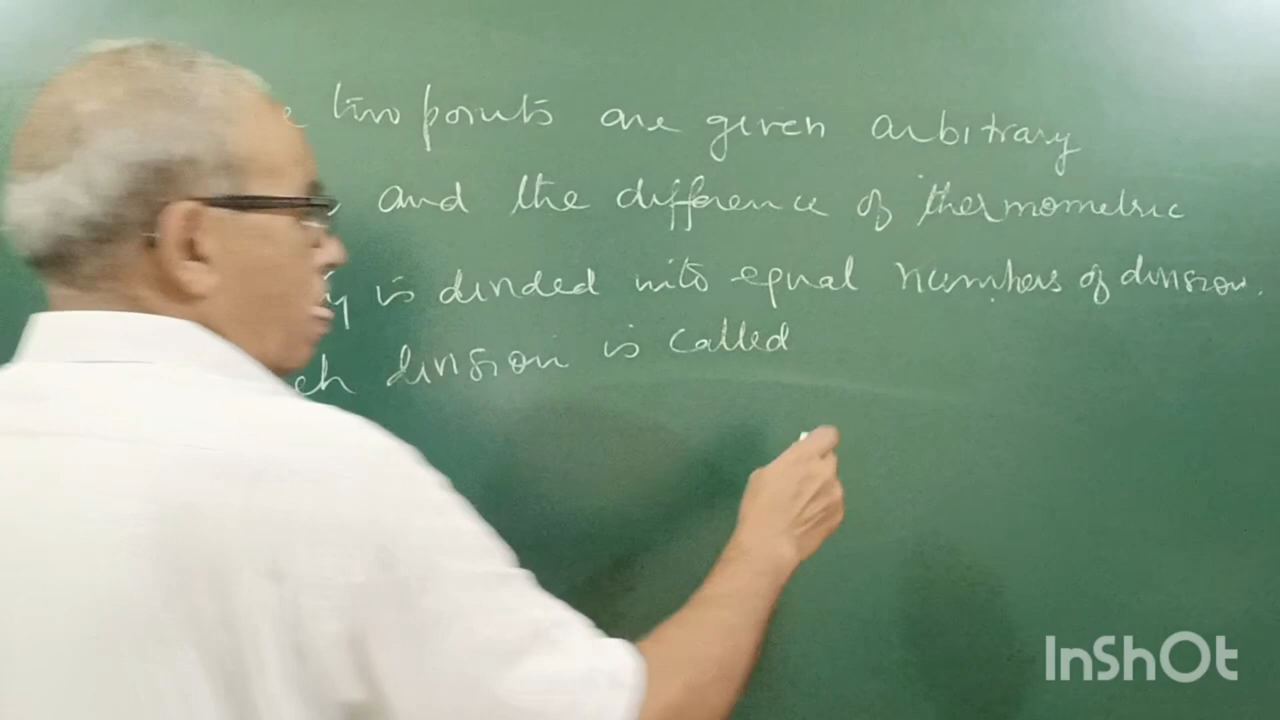 two points are given arbitrary
and the difference of thermometric
is divided into equal numbers of division.
division is called
InShOt